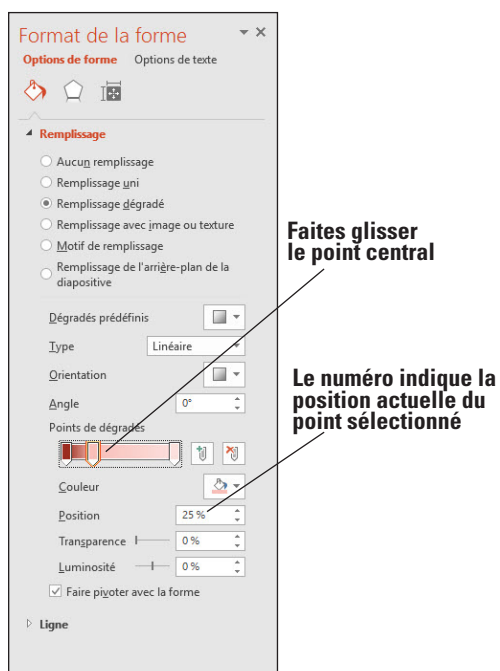 Format de la forme
Options de forme Options de texte
Remplissage
Aucun remplissage
Remplissage uni
Remplissage dégradé
Remplissage avec image ou texture
Motif de remplissage
Remplissage de l'arrière-plan de la
diapositive
Dégradés prédéfinis
Type Linéaire
Orientation
Angle 0°
Points de dégradés
Couleur
Position 25 %
Transparence 0 %
Luminosité 0 %
Faire pivoter avec la forme
Ligne
Faites glisser
le point central
Le numéro indique la
position actuelle du
point sélectionné